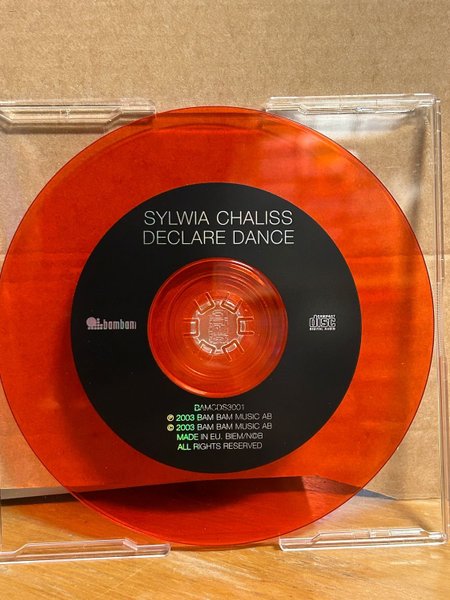 SYLWIA CHALISS
DECLARE DANCE
bambam
COMPACT
disc
DIGITAL AUDIO
BAMCDS3001
℗ 2003 BAM BAM MUSIC AB
© 2003 BAM BAM MUSIC AB
MADE IN EU. BIEM/N©B
ALL RIGHTS RESERVED